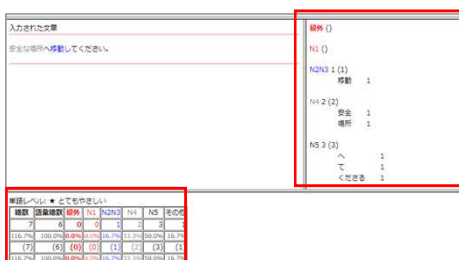 入力された文章
安全な場所へ移動してください。
級外 ()
N1 ()
N2N3 1 (1)
移動 1
N4 2 (2)
安全 1
場所 1
N5 3 (3)
へ 1
て 1
くださる 1
単語レベル: ★ とてもやさしい
総数 語彙総数 級外 N1 N2N3 N4 N5 その他
7 6 0 0 1 2 3
116.7% 100.0% 0.0% 0.0% 16.7% 33.3% 50.0% 16.7%
(7) (6) (0) (0) (1) (2) (3) (1)
116.7% 100.0% 0.0% 0.0% 16.7% 33.3% 50.0% 16.7%